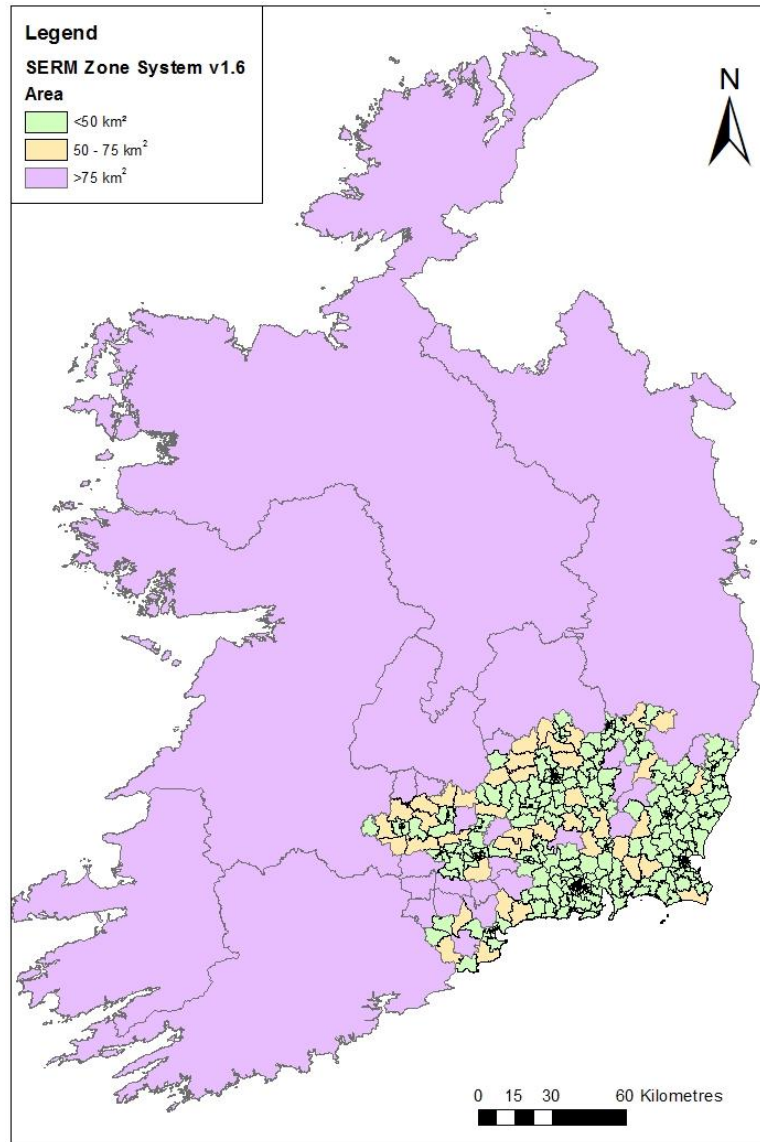 Legend
SERM Zone System v1.6
Area
<50 km²
50 - 75 km²
>75 km²
N
0 15 30 60 Kilometres